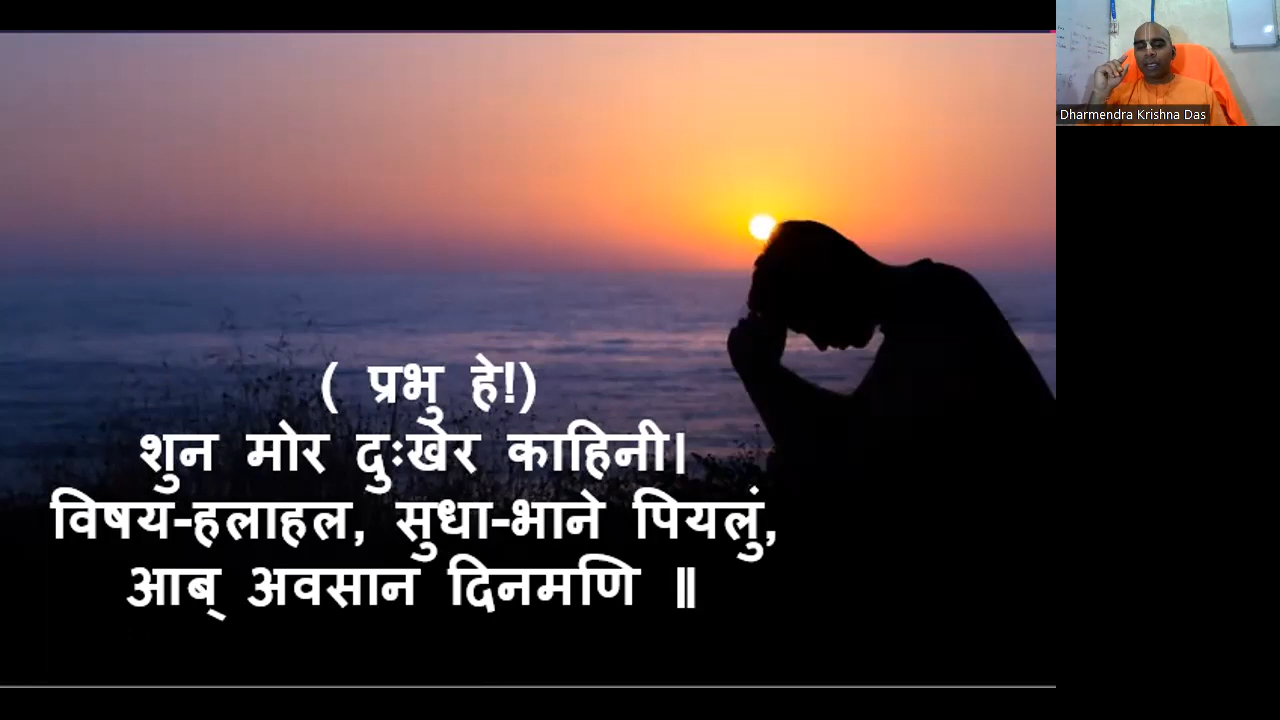 ( प्रभु हे!)
शुन मोर दुःखेर काहिनी।
विषय-हलाहल, सुधा-भाने पियलुं,
आब् अवसान दिनमणि ॥
Dharmendra Krishna Das